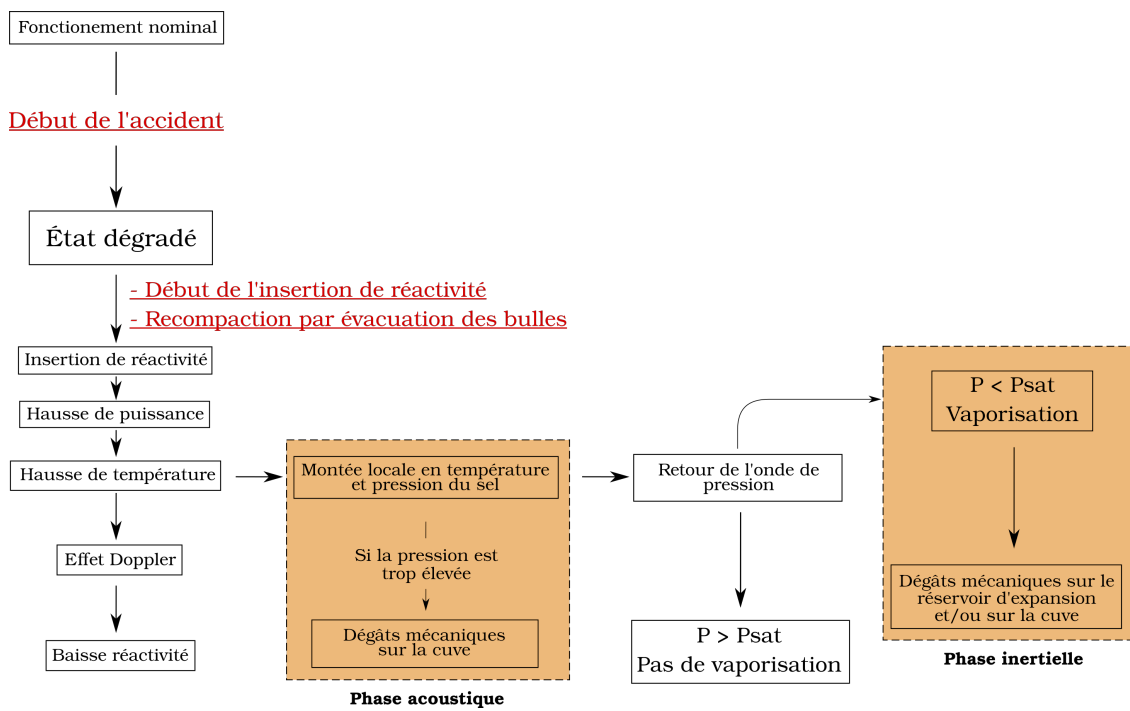 Fonctionement nominal
Début de l'accident
État dégradé
- Début de l'insertion de réactivité
- Recompaction par évacuation des bulles
Insertion de réactivité
Hausse de puissance
Hausse de température
Effet Doppler
Baisse réactivité
Montée locale en température
et pression du sel
Si la pression est
trop élevée
Dégâts mécaniques
sur la cuve
Phase acoustique
Retour de l'onde de
pression
P > Psat
Pas de vaporisation
P < Psat
Vaporisation
Dégâts mécaniques sur le
réservoir d'expansion
et/ou sur la cuve
Phase inertielle